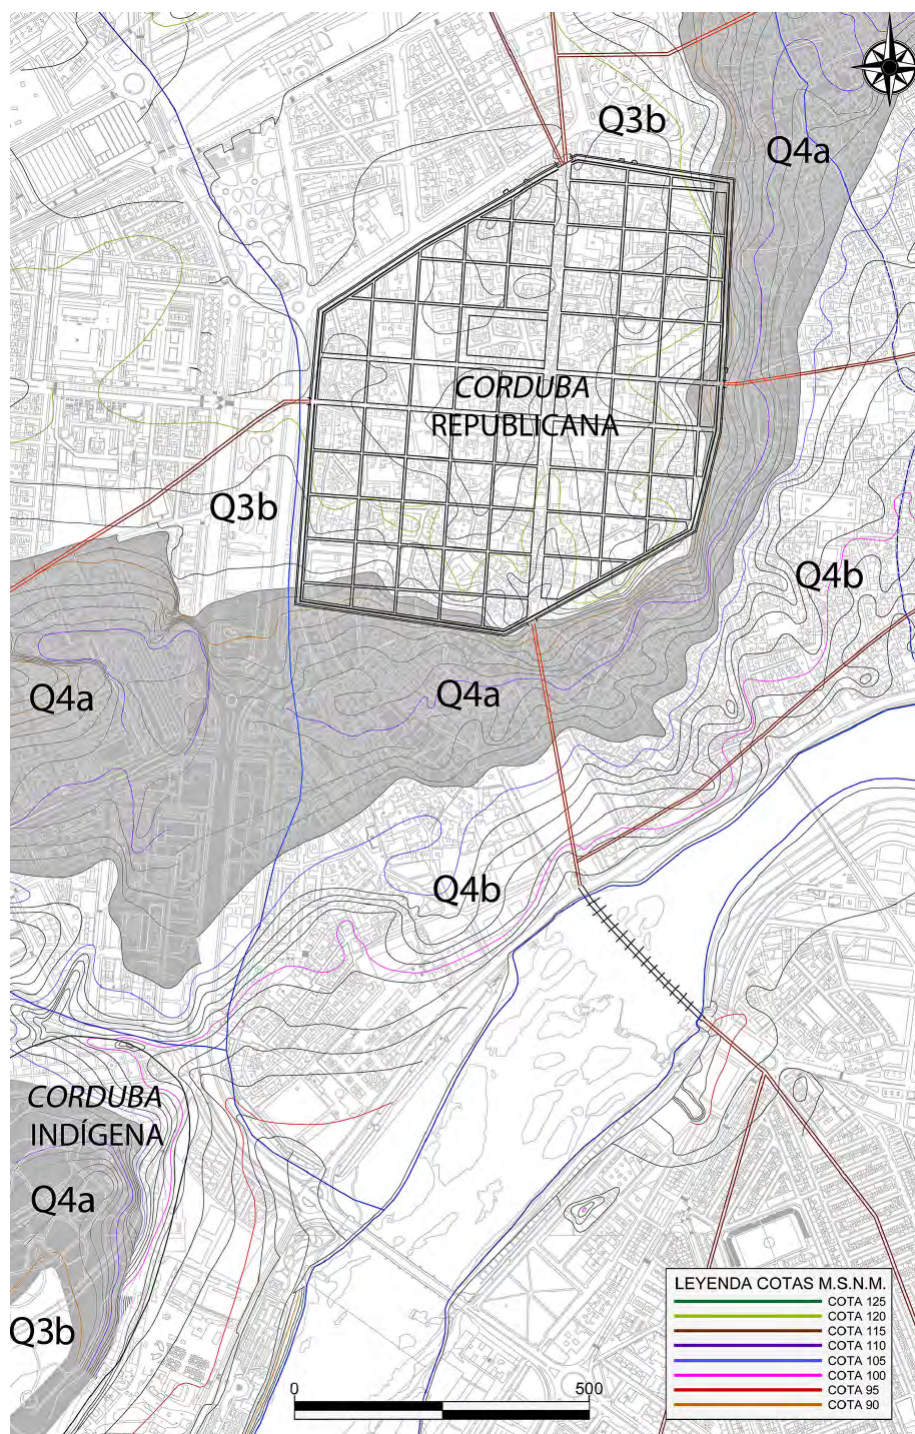 Q3b
Q4a
CORDUBA
REPUBLICANA
Q3b
Q4b
Q4a
Q4a
Q4b
CORDUBA
INDÍGENA
Q4a
Q3b
LEYENDA COTAS M.S.N.M.
COTA 125
COTA 120
COTA 115
COTA 110
COTA 105
COTA 100
COTA 95
COTA 90
0 500